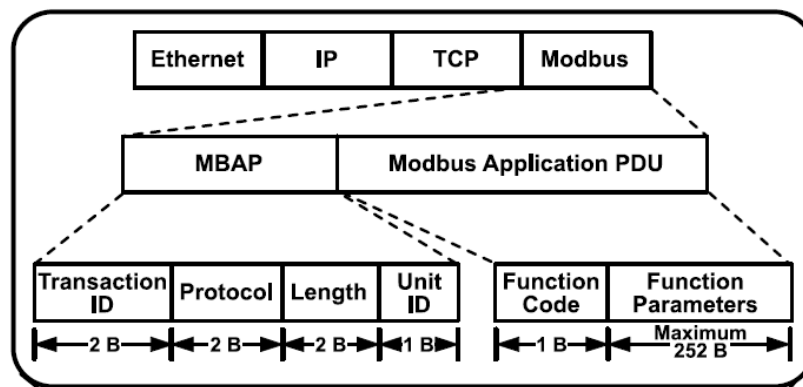 Ethernet IP TCP Modbus
MBAP Modbus Application PDU
Transaction ID Protocol Length Unit ID Function Code Function Parameters
2 B 2 B 2 B 1 B 1 B Maximum 252 B